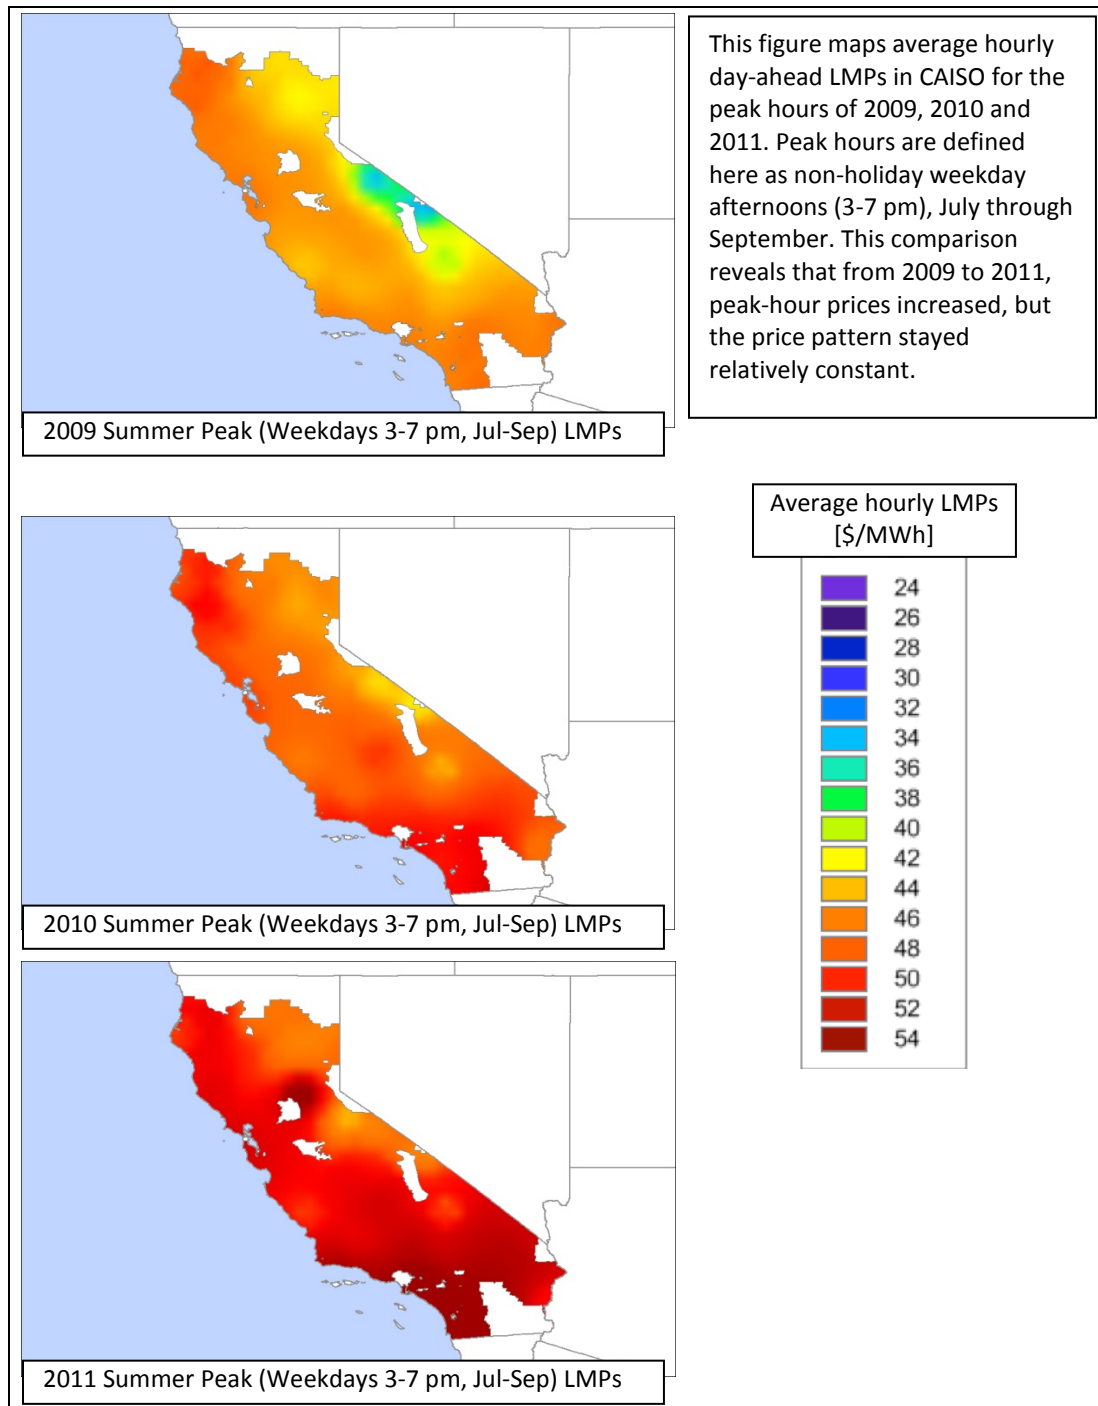 This figure maps average hourly
day-ahead LMPs in CAISO for the
peak hours of 2009, 2010 and
2011. Peak hours are defined
here as non-holiday weekday
afternoons (3-7 pm), July through
September. This comparison
reveals that from 2009 to 2011,
peak-hour prices increased, but
the price pattern stayed
relatively constant.
2009 Summer Peak (Weekdays 3-7 pm, Jul-Sep) LMPs
Average hourly LMPs
[$/MWh]
24
26
28
30
32
34
36
38
40
42
44
46
48
50
52
54
2010 Summer Peak (Weekdays 3-7 pm, Jul-Sep) LMPs
2011 Summer Peak (Weekdays 3-7 pm, Jul-Sep) LMPs